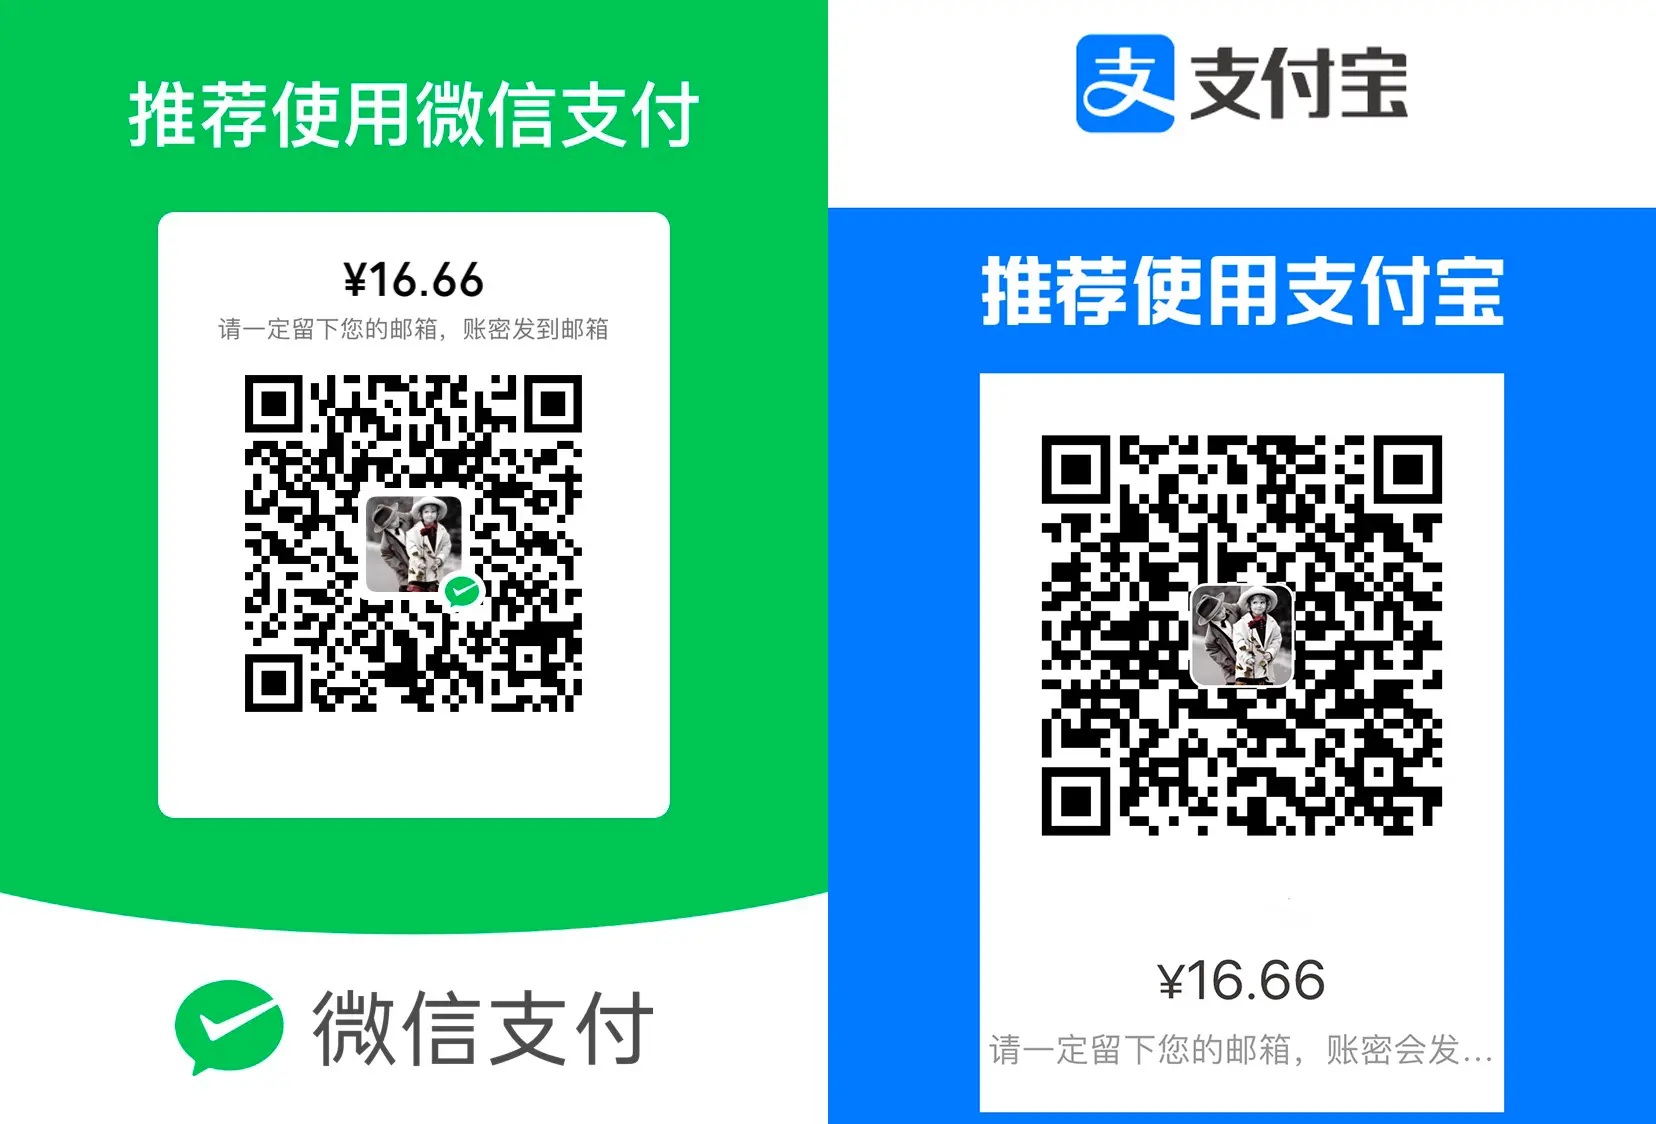 推荐使用微信支付
¥16.66
请一定留下您的邮箱，账密发到邮箱
微信支付
支 支付宝
推荐使用支付宝
¥16.66
请一定留下您的邮箱，账密会发...